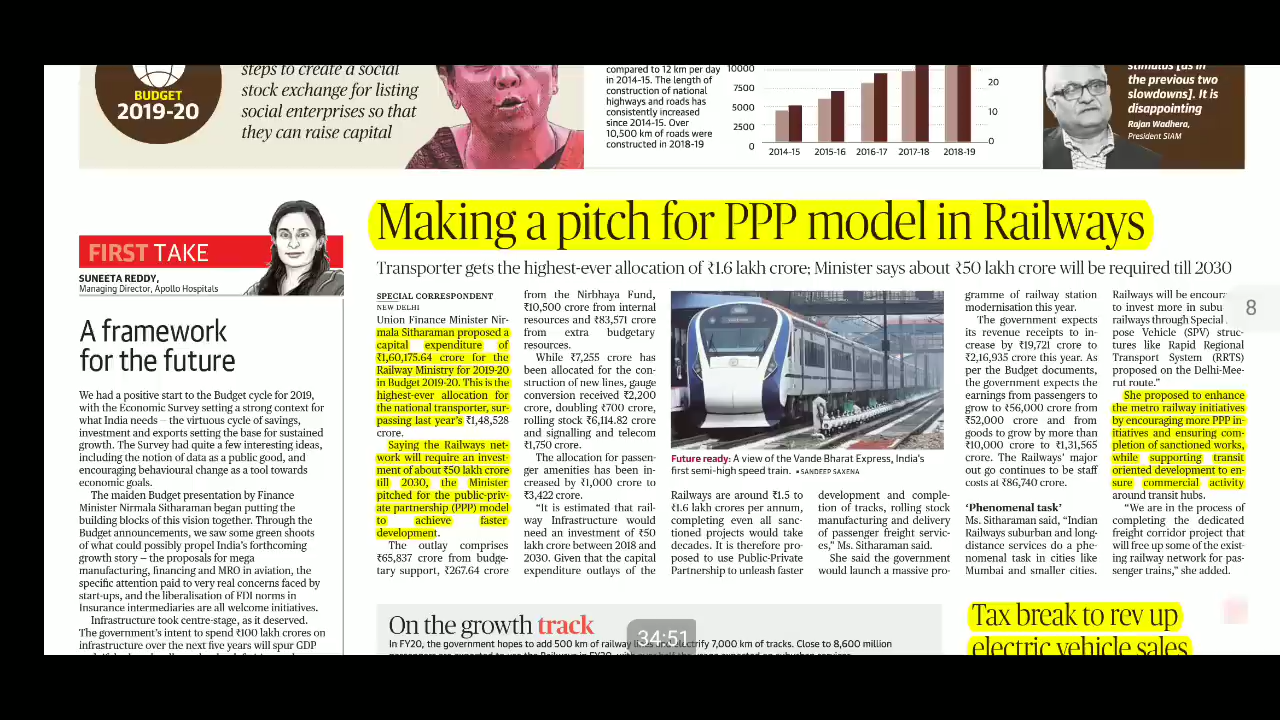 steps to create a social
stock exchange for listing
social enterprises so that
they can raise capital
BUDGET
2019-20
compared to 12 km per day
in 2014-15. The length of
construction of national
highways and roads has
consistently increased
since 2014-15. Over
10,500 km of roads were
constructed in 2018-19
10000
7500
5000
2500
0
20
10
0
2014-15 2015-16 2016-17 2017-18 2018-19
stimulus [as in
the previous two
slowdowns]. It is
disappointing
Rajan Wadhera,
President SIAM
FIRST TAKE
SUNEETA REDDY,
Managing Director, Apollo Hospitals
A framework
for the future
We had a positive start to the Budget cycle for 2019,
with the Economic Survey setting a strong context for
what India needs – the virtuous cycle of savings,
investment and exports setting the base for sustained
growth. The Survey had quite a few interesting ideas,
including the notion of data as a public good, and
encouraging behavioural change as a tool towards
economic goals.
The maiden Budget presentation by Finance
Minister Nirmala Sitharaman began putting the
building blocks of this vision together. Through the
Budget announcements, we saw some green shoots
of what could possibly propel India's forthcoming
growth story – the proposals for mega
manufacturing, financing and MRO in aviation, the
specific attention paid to very real concerns faced by
start-ups, and the liberalisation of FDI norms in
Insurance intermediaries are all welcome initiatives.
Infrastructure took centre-stage, as it deserved.
The government's intent to spend ₹100 lakh crores on
infrastructure over the next five years will spur GDP
Making a pitch for PPP model in Railways
Transporter gets the highest-ever allocation of ₹1.6 lakh crore; Minister says about ₹50 lakh crore will be required till 2030
SPECIAL CORRESPONDENT
NEW DELHI
Union Finance Minister Nir-
mala Sitharaman proposed a
capital expenditure of
₹1,60,175.64 crore for the
Railway Ministry for 2019-20
in Budget 2019-20. This is the
highest-ever allocation for
the national transporter, sur-
passing last year's ₹1,48,528
crore.
Saying the Railways net-
work will require an invest-
ment of about ₹50 lakh crore
till 2030, the Minister
pitched for the public-priv-
ate partnership (PPP) model
to achieve faster
development.
The outlay comprises
₹65,837 crore from budge-
tary support, ₹267.64 crore
from the Nirbhaya Fund,
₹10,500 crore from internal
resources and ₹83,571 crore
from extra budgetary
resources.
While ₹7,255 crore has
been allocated for the con-
struction of new lines, gauge
conversion received ₹2,200
crore, doubling ₹700 crore,
rolling stock ₹6,114.82 crore
and signalling and telecom
₹1,750 crore.
The allocation for passen-
ger amenities has been in-
creased by ₹1,000 crore to
₹3,422 crore.
"It is estimated that rail-
way Infrastructure would
need an investment of ₹50
lakh crore between 2018 and
2030. Given that the capital
expenditure outlays of the
Future ready: A view of the Vande Bharat Express, India's
first semi-high speed train. ▪ SANDEEP SAXENA
Railways are around ₹1.5 to
₹1.6 lakh crores per annum,
completing even all sanc-
tioned projects would take
decades. It is therefore pro-
posed to use Public-Private
Partnership to unleash faster
development and comple-
tion of tracks, rolling stock
manufacturing and delivery
of passenger freight servic-
es," Ms. Sitharaman said.
She said the government
would launch a massive pro-
gramme of railway station
modernisation this year.
The government expects
its revenue receipts to in-
crease by ₹19,721 crore to
₹2,16,935 crore this year. As
per the Budget documents,
the government expects the
earnings from passengers to
grow to ₹56,000 crore from
₹52,000 crore and from
goods to grow by more than
₹10,000 crore to ₹1,31,565
crore. The Railways' major
out go continues to be staff
costs at ₹86,740 crore.
'Phenomenal task'
Ms. Sitharaman said, "Indian
Railways suburban and long-
distance services do a phe-
nomenal task in cities like
Mumbai and smaller cities.
Railways will be encoura
to invest more in subu
railways through Special
pose Vehicle (SPV) struc-
tures like Rapid Regional
Transport System (RRTS)
proposed on the Delhi-Mee-
rut route."
She proposed to enhance
the metro railway initiatives
by encouraging more PPP in-
itiatives and ensuring com-
pletion of sanctioned works,
while supporting transit
oriented development to en-
sure commercial activity
around transit hubs.
"We are in the process of
completing the dedicated
freight corridor project that
will free up some of the exist-
ing railway network for pas-
senger trains," she added.
8
On the growth track
In FY20, the government hopes to add 500 km of railway lines and electrify 7,000 km of tracks. Close to 8,600 million
34:51
Tax break to rev up
electric vehicle sales